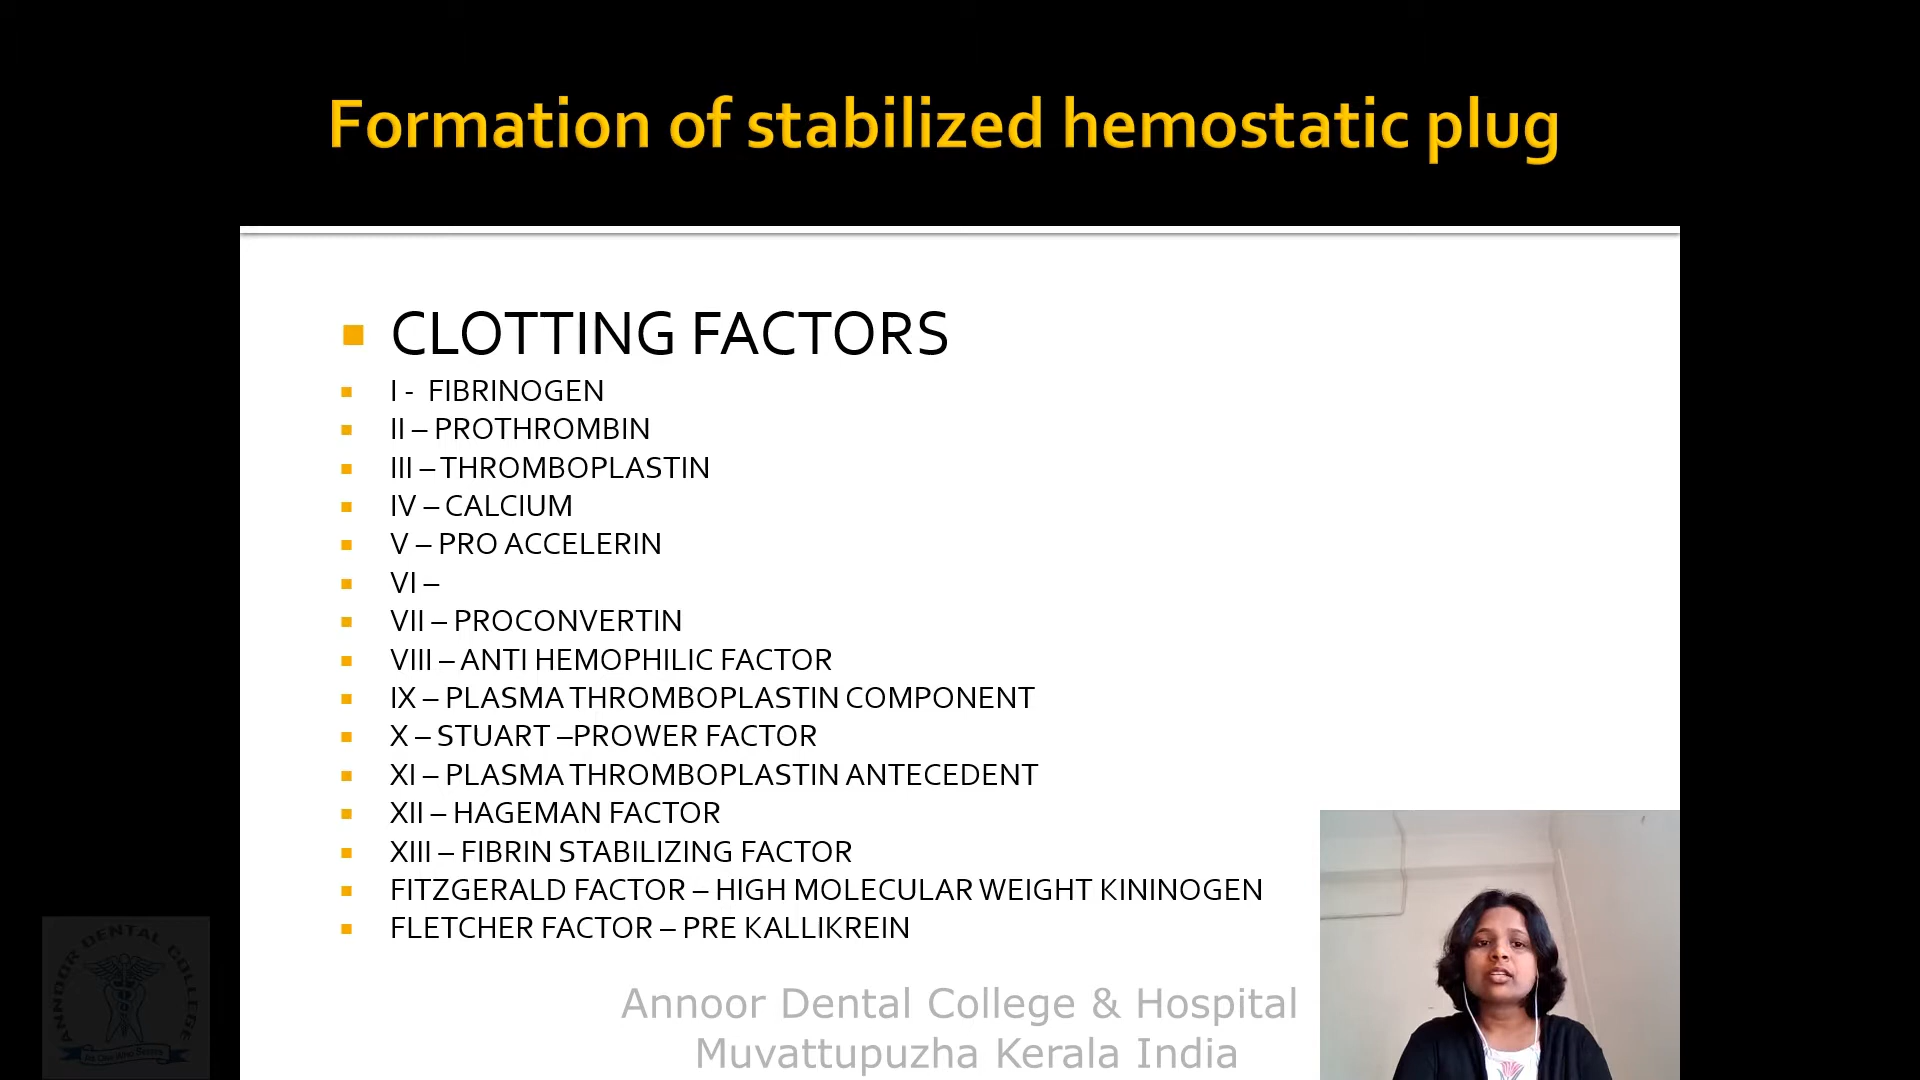 Formation of stabilized hemostatic plug
CLOTTING FACTORS
I - FIBRINOGEN
II – PROTHROMBIN
III – THROMBOPLASTIN
IV – CALCIUM
V – PRO ACCELERIN
VI –
VII – PROCONVERTIN
VIII – ANTI HEMOPHILIC FACTOR
IX – PLASMA THROMBOPLASTIN COMPONENT
X – STUART –PROWER FACTOR
XI – PLASMA THROMBOPLASTIN ANTECEDENT
XII – HAGEMAN FACTOR
XIII – FIBRIN STABILIZING FACTOR
FITZGERALD FACTOR – HIGH MOLECULAR WEIGHT KININOGEN
FLETCHER FACTOR – PRE KALLIKREIN
Annoor Dental College & Hospital
Muvattupuzha Kerala India
ANNOOR DENTAL COLLEGE